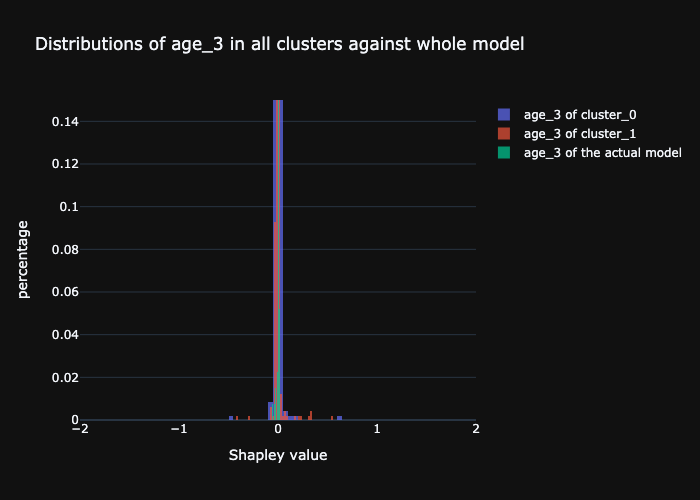 Distributions of age_3 in all clusters against whole model
age_3 of cluster_0
age_3 of cluster_1
age_3 of the actual model
percentage
0.14
0.12
0.1
0.08
0.06
0.04
0.02
0
−2
−1
0
1
2
Shapley value